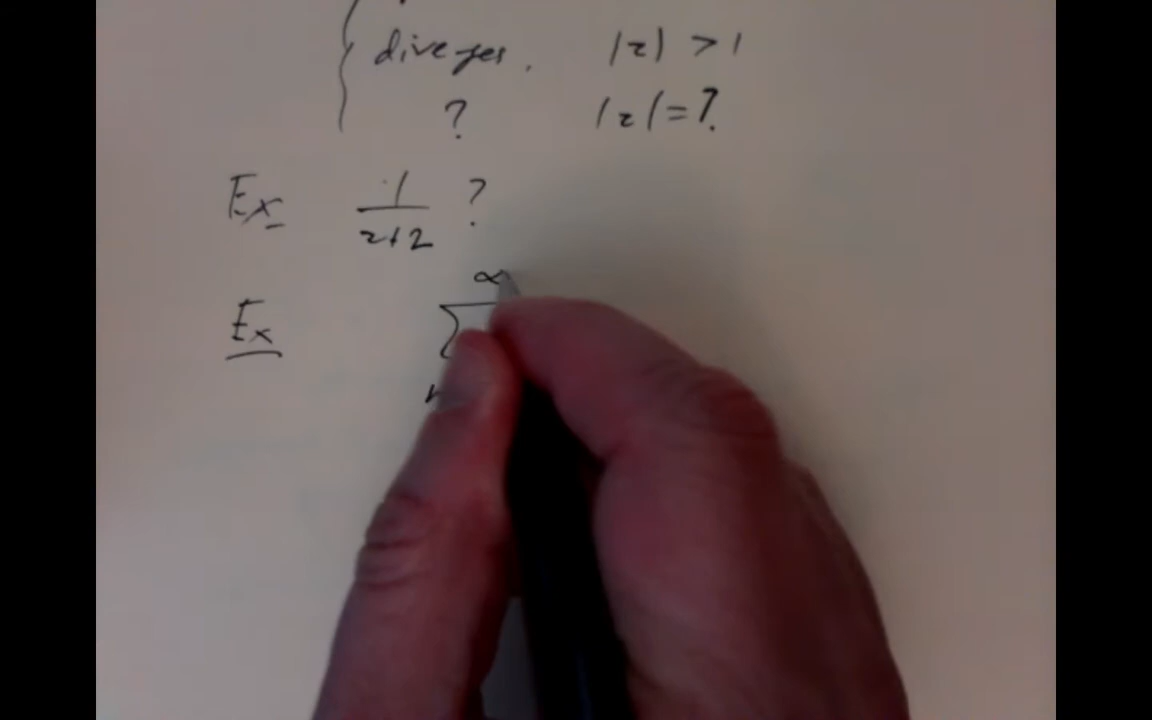 diverges. |z| > 1
? |z| = ?
Ex 1/(z+2) ?
Ex ∑ ∞